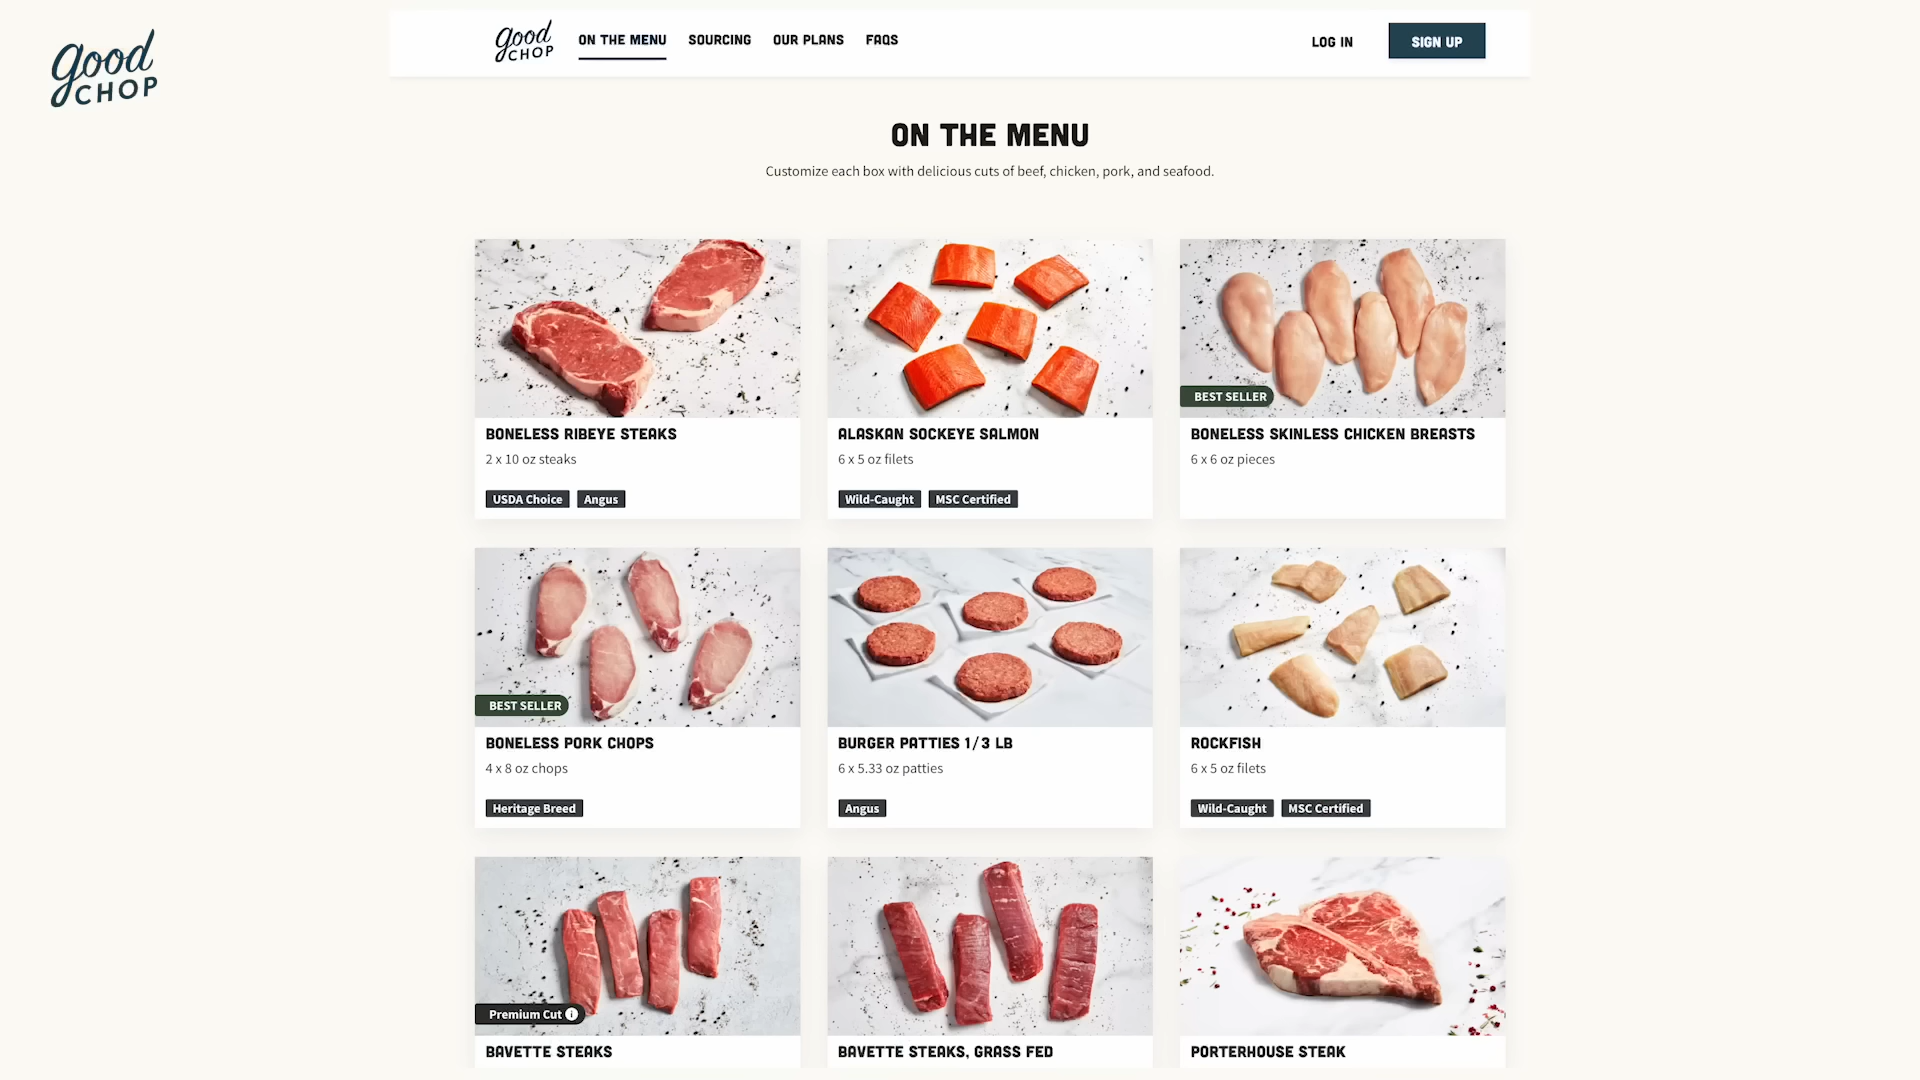 good
CHOP
good
CHOP
ON THE MENU
SOURCING
OUR PLANS
FAQS
LOG IN
SIGN UP
ON THE MENU
Customize each box with delicious cuts of beef, chicken, pork, and seafood.
BONELESS RIBEYE STEAKS
2 x 10 oz steaks
USDA Choice
Angus
ALASKAN SOCKEYE SALMON
6 x 5 oz filets
Wild-Caught
MSC Certified
BEST SELLER
BONELESS SKINLESS CHICKEN BREASTS
6 x 6 oz pieces
BEST SELLER
BONELESS PORK CHOPS
4 x 8 oz chops
Heritage Breed
BURGER PATTIES 1/3 LB
6 x 5.33 oz patties
Angus
ROCKFISH
6 x 5 oz filets
Wild-Caught
MSC Certified
Premium Cut i
BAVETTE STEAKS
BAVETTE STEAKS, GRASS FED
PORTERHOUSE STEAK